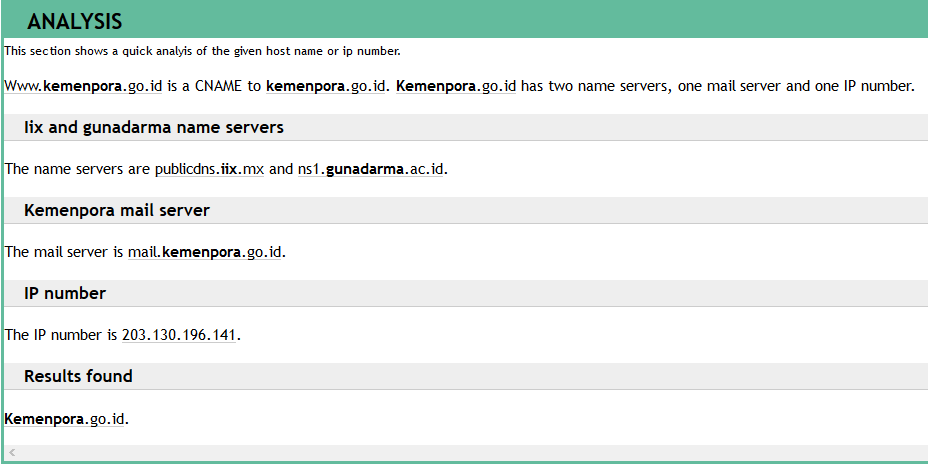 ANALYSIS
This section shows a quick analyis of the given host name or ip number.
Www.kemenpora.go.id is a CNAME to kemenpora.go.id. Kemenpora.go.id has two name servers, one mail server and one IP number.
Iix and gunadarma name servers
The name servers are publicdns.iix.mx and ns1.gunadarma.ac.id.
Kemenpora mail server
The mail server is mail.kemenpora.go.id.
IP number
The IP number is 203.130.196.141.
Results found
Kemenpora.go.id.